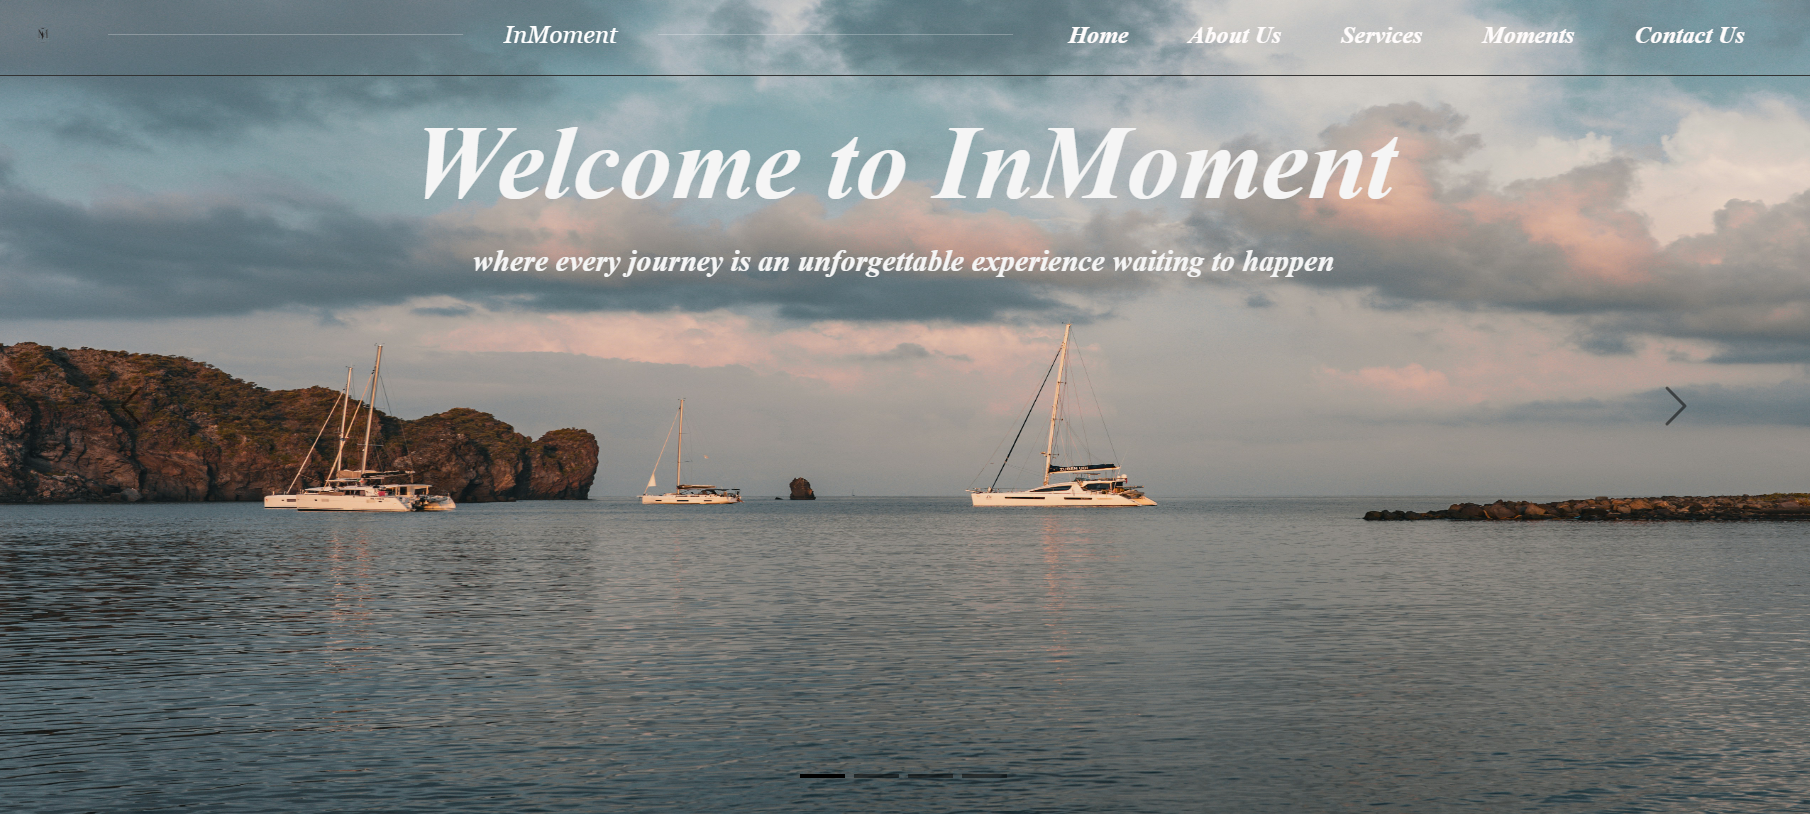 InMoment
Home About Us Services Moments Contact Us
Welcome to InMoment
where every journey is an unforgettable experience waiting to happen